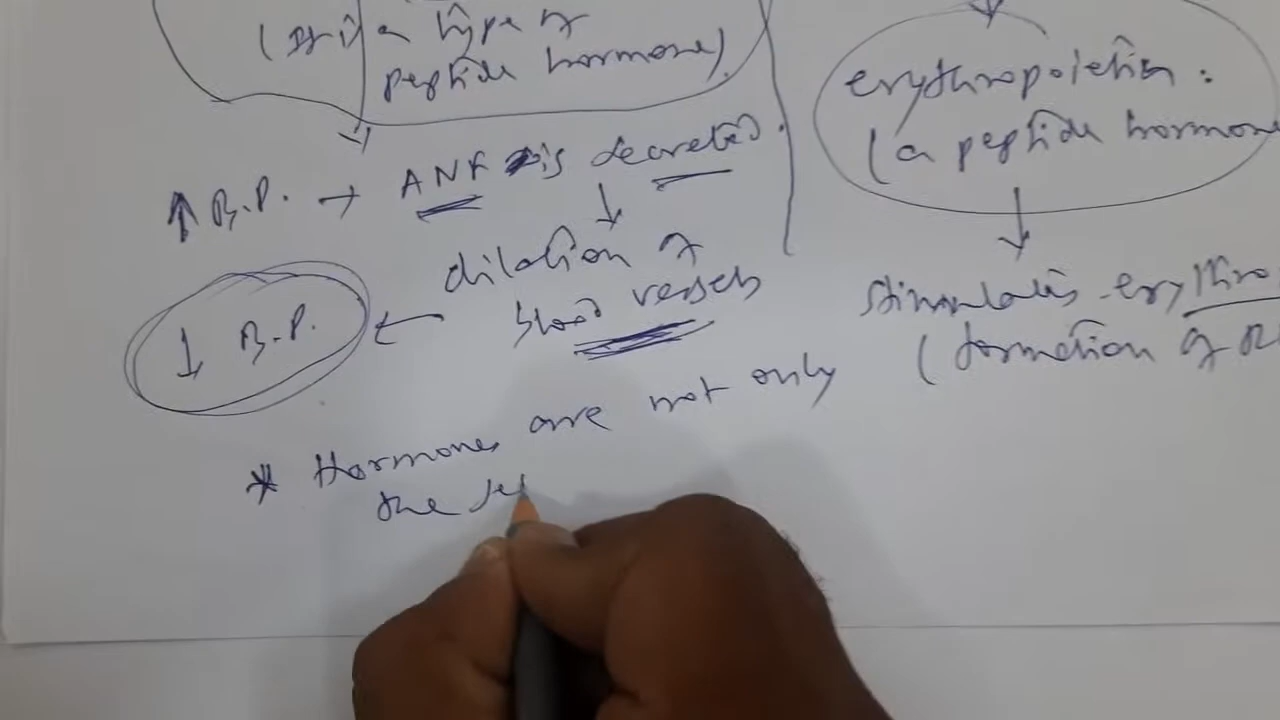 (It is a type of
peptide hormone)
↑ B.P. → ANF is secreted.
dilation of
blood vessels
↓ B.P.
* Hormones are not only
the
erythropoietin :
(a peptide hormone
stimulates erythro
(formation of R